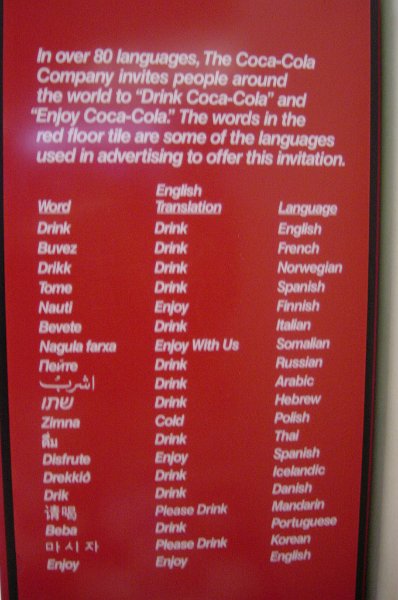 In over 80 languages, The Coca-Cola
Company invites people around
the world to "Drink Coca-Cola" and
"Enjoy Coca-Cola." The words in the
red floor tile are some of the languages
used in advertising to offer this invitation.
Word English Translation Language
Drink Drink English
Buvez Drink French
Drikk Drink Norwegian
Tome Drink Spanish
Nauti Enjoy Finnish
Bevete Drink Italian
Nagula farxa Enjoy With Us Somalian
Пейте Drink Russian
اشربْ Drink Arabic
שתו Drink Hebrew
Zimna Cold Polish
ดื่ม Drink Thai
Disfrute Enjoy Spanish
Drekkið Drink Icelandic
Drik Drink Danish
请喝 Please Drink Mandarin
Beba Drink Portuguese
마시자 Please Drink Korean
Enjoy Enjoy English